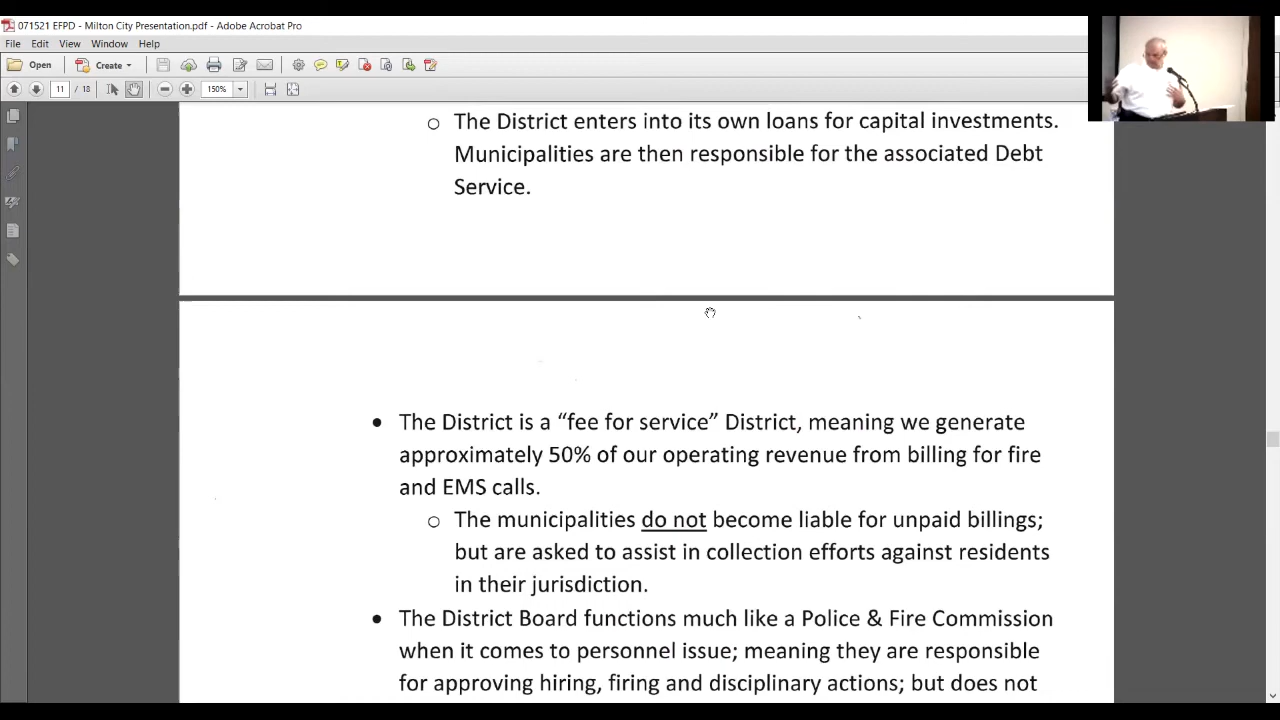 071521 EFPD - Milton City Presentation.pdf - Adobe Acrobat Pro
File Edit View Window Help
Open Create
11 / 18 150%
o The District enters into its own loans for capital investments.
Municipalities are then responsible for the associated Debt
Service.
• The District is a “fee for service” District, meaning we generate
approximately 50% of our operating revenue from billing for fire
and EMS calls.
o The municipalities do not become liable for unpaid billings;
but are asked to assist in collection efforts against residents
in their jurisdiction.
• The District Board functions much like a Police & Fire Commission
when it comes to personnel issue; meaning they are responsible
for approving hiring, firing and disciplinary actions; but does not